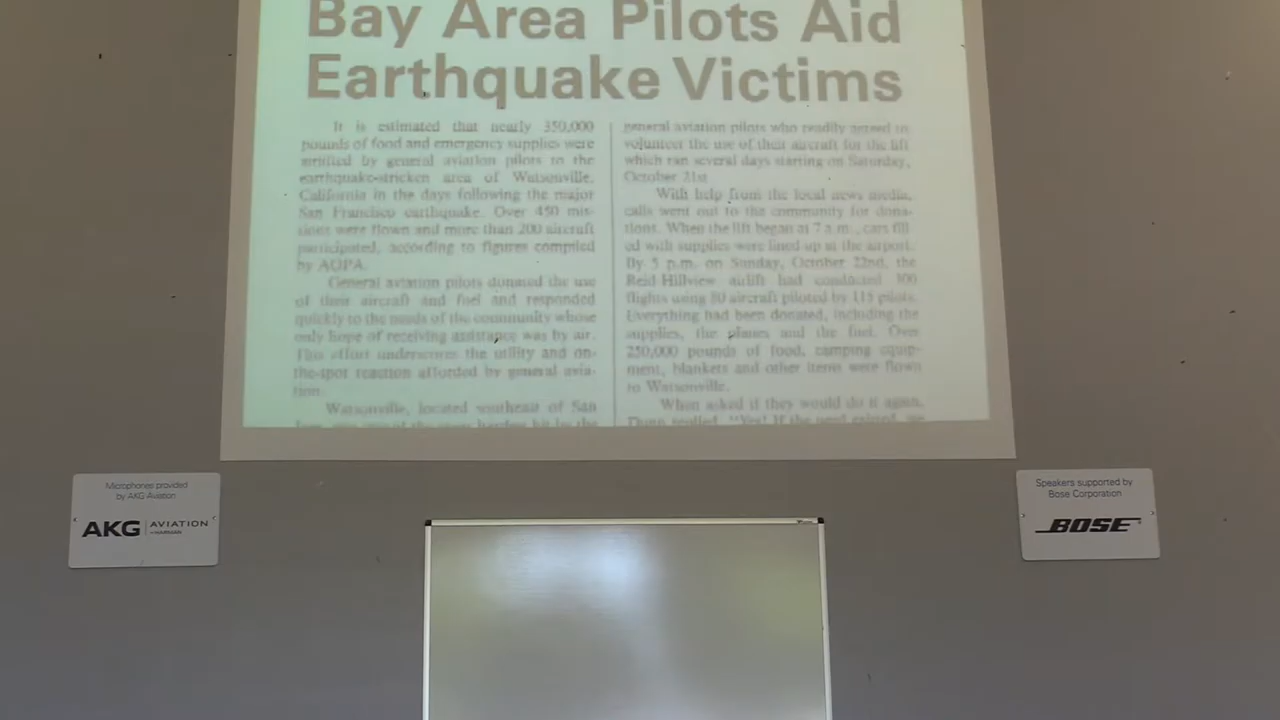 Bay Area Pilots Aid
Earthquake Victims
It is estimated that nearly 350,000
pounds of food and emergency supplies were
airlifted by general aviation pilots to the
earthquake-stricken area of Watsonville,
California in the days following the major
San Francisco earthquake. Over 450 mis-
sions were flown and more than 200 aircraft
participated, according to figures compiled
by AOPA.
General aviation pilots donated the use
of their aircraft and fuel and responded
quickly to the needs of the community whose
only hope of receiving assistance was by air.
This effort underscores the utility and on-
the-spot reaction afforded by general avia-
tion.
Watsonville, located southeast of San
general aviation pilots who readily agreed to
volunteer the use of their aircraft for the lift
which ran several days starting on Saturday,
October 21st.
With help from the local news media,
calls went out to the community for dona-
tions. When the lift began at 7 a.m., cars fill
ed with supplies were lined up at the airport.
By 5 p.m. on Sunday, October 22nd, the
Reid-Hillview airlift had conducted 300
flights using 80 aircraft piloted by 115 pilots.
Everything had been donated, including the
supplies, the planes and the fuel. Over
250,000 pounds of food, camping equip-
ment, blankets and other items were flown
to Watsonville.
When asked if they would do it again,
"Yes! If the need existed, we
Microphones provided
by AKG Aviation
AKG AVIATION
by HARMAN
Speakers supported by
Bose Corporation
BOSE